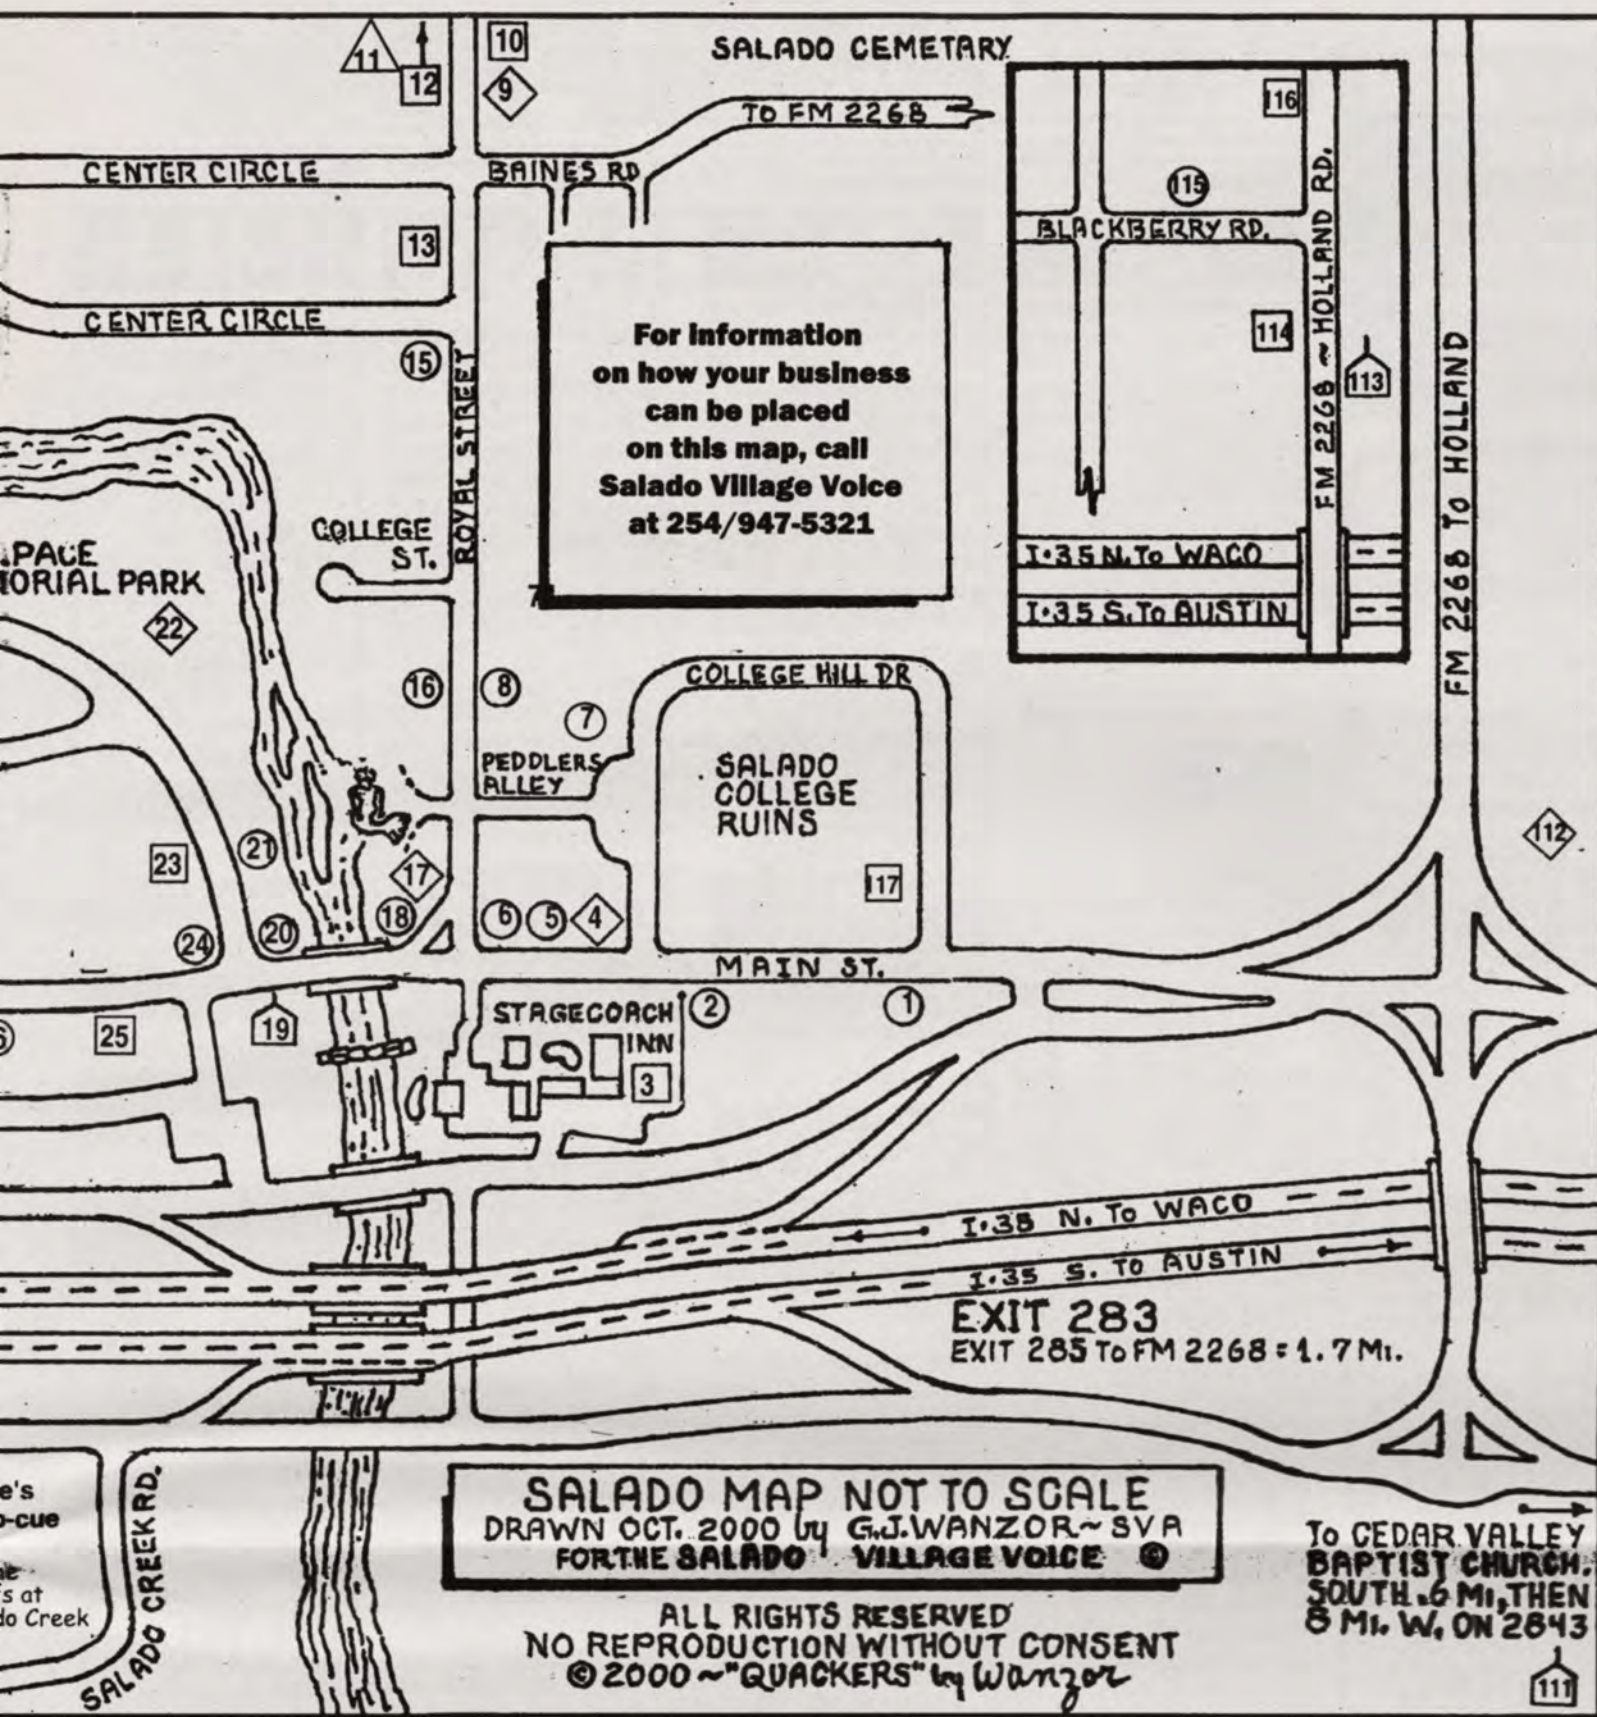 11
12
10
9
SALADO CEMETARY
TO FM 2268
CENTER CIRCLE
BAINES RD
13
CENTER CIRCLE
15
ROYAL STREET
For Information
on how your business
can be placed
on this map, call
Salado Village Voice
at 254/947-5321
7
116
115
BLACKBERRY RD.
114
FM 2268 ~ HOLLAND RD.
113
I·35 N. TO WACO
I·35 S. TO AUSTIN
FM 2268 TO HOLLAND
COLLEGE
ST.
.PACE
MORIAL PARK
22
16
8
7
COLLEGE HILL DR
PEDDLERS
ALLEY
SALADO
COLLEGE
RUINS
112
23
21
17
117
24
20
18
6
5
4
MAIN ST.
6
25
19
STAGECOACH
INN
3
2
1
I·35 N. TO WACO
I·35 S. TO AUSTIN
EXIT 283
EXIT 285 TO FM 2268 = 1.7 MI.
e's
-cue
he
s at
do Creek
SALADO CREEK RD.
SALADO MAP NOT TO SCALE
DRAWN OCT. 2000 by G.J.WANZOR~SVA
FOR THE SALADO VILLAGE VOICE ©
ALL RIGHTS RESERVED
NO REPRODUCTION WITHOUT CONSENT
© 2000 ~ "QUACKERS" by Wanzor
TO CEDAR VALLEY
BAPTIST CHURCH.
SOUTH .6 MI, THEN
8 MI. W. ON 2843
111